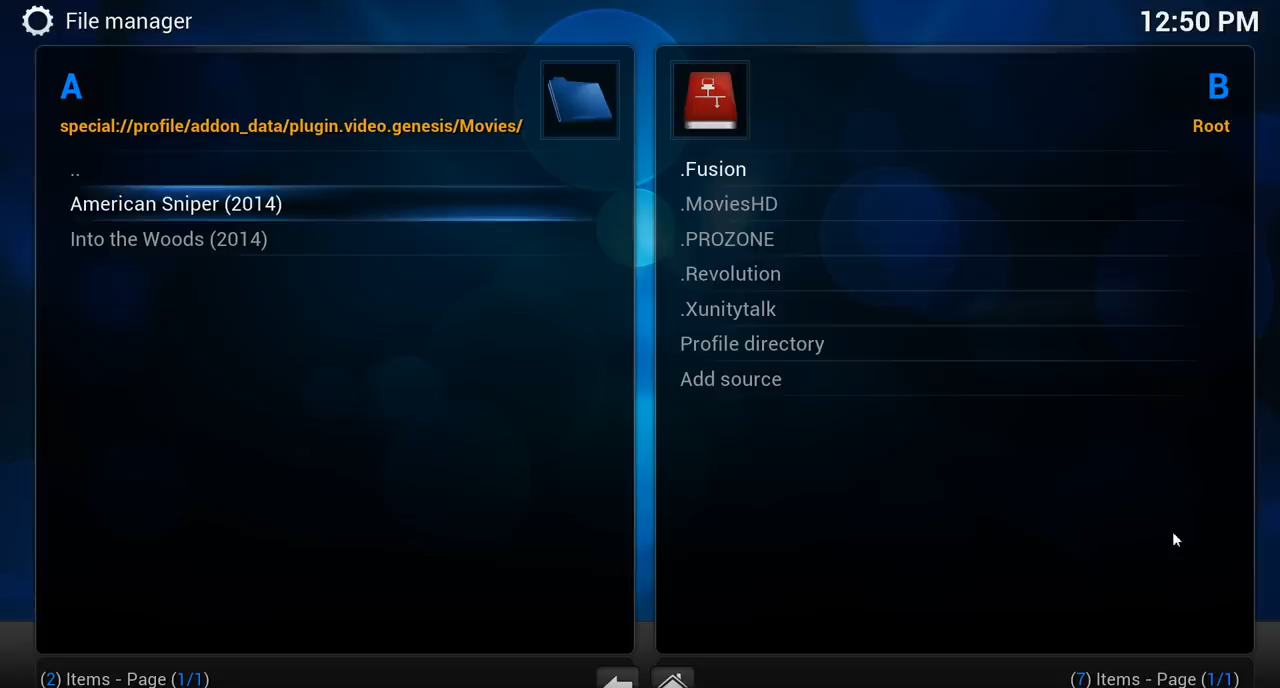 File manager
12:50 PM
A
special://profile/addon_data/plugin.video.genesis/Movies/
..
American Sniper (2014)
Into the Woods (2014)
(2) Items - Page (1/1)
B
Root
.Fusion
.MoviesHD
.PROZONE
.Revolution
.Xunitytalk
Profile directory
Add source
(7) Items - Page (1/1)